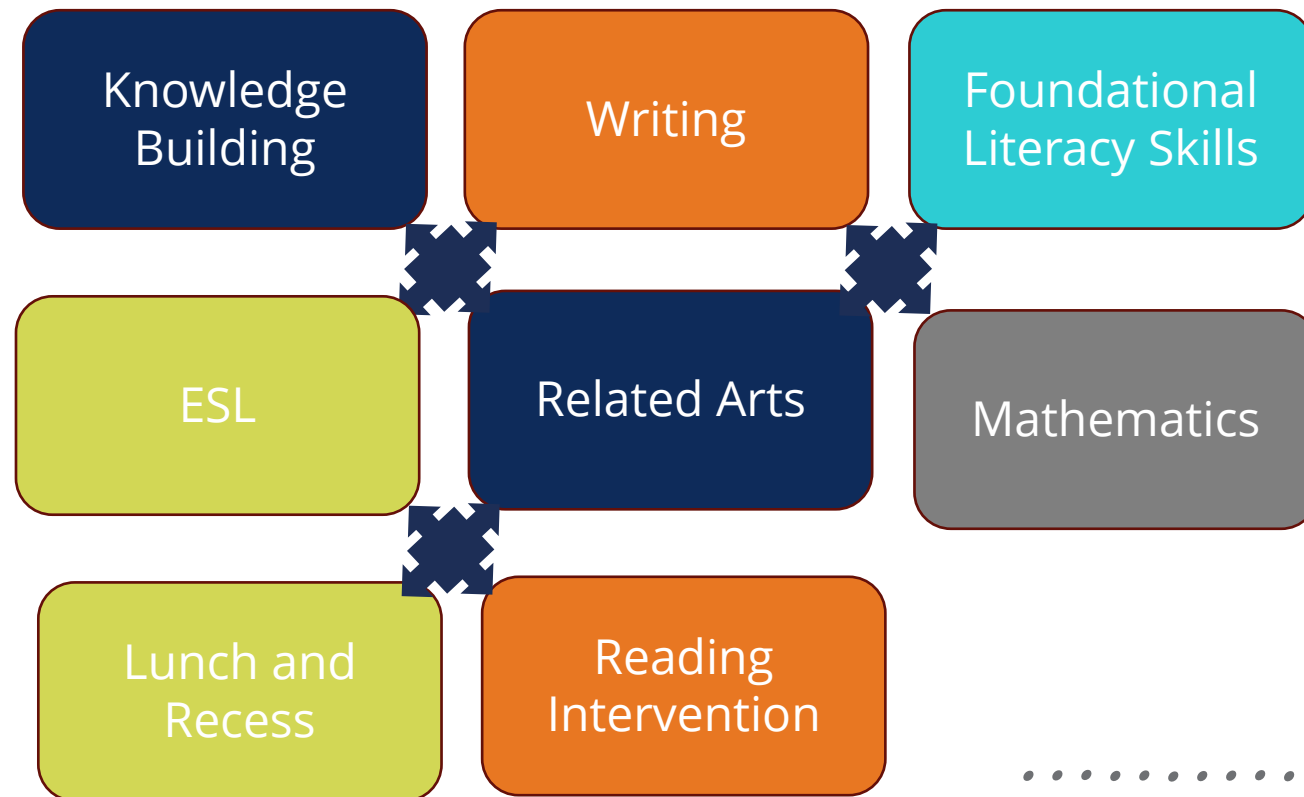 Knowledge
Building
Writing
Foundational
Literacy Skills
ESL
Related Arts
Mathematics
Lunch and
Recess
Reading
Intervention